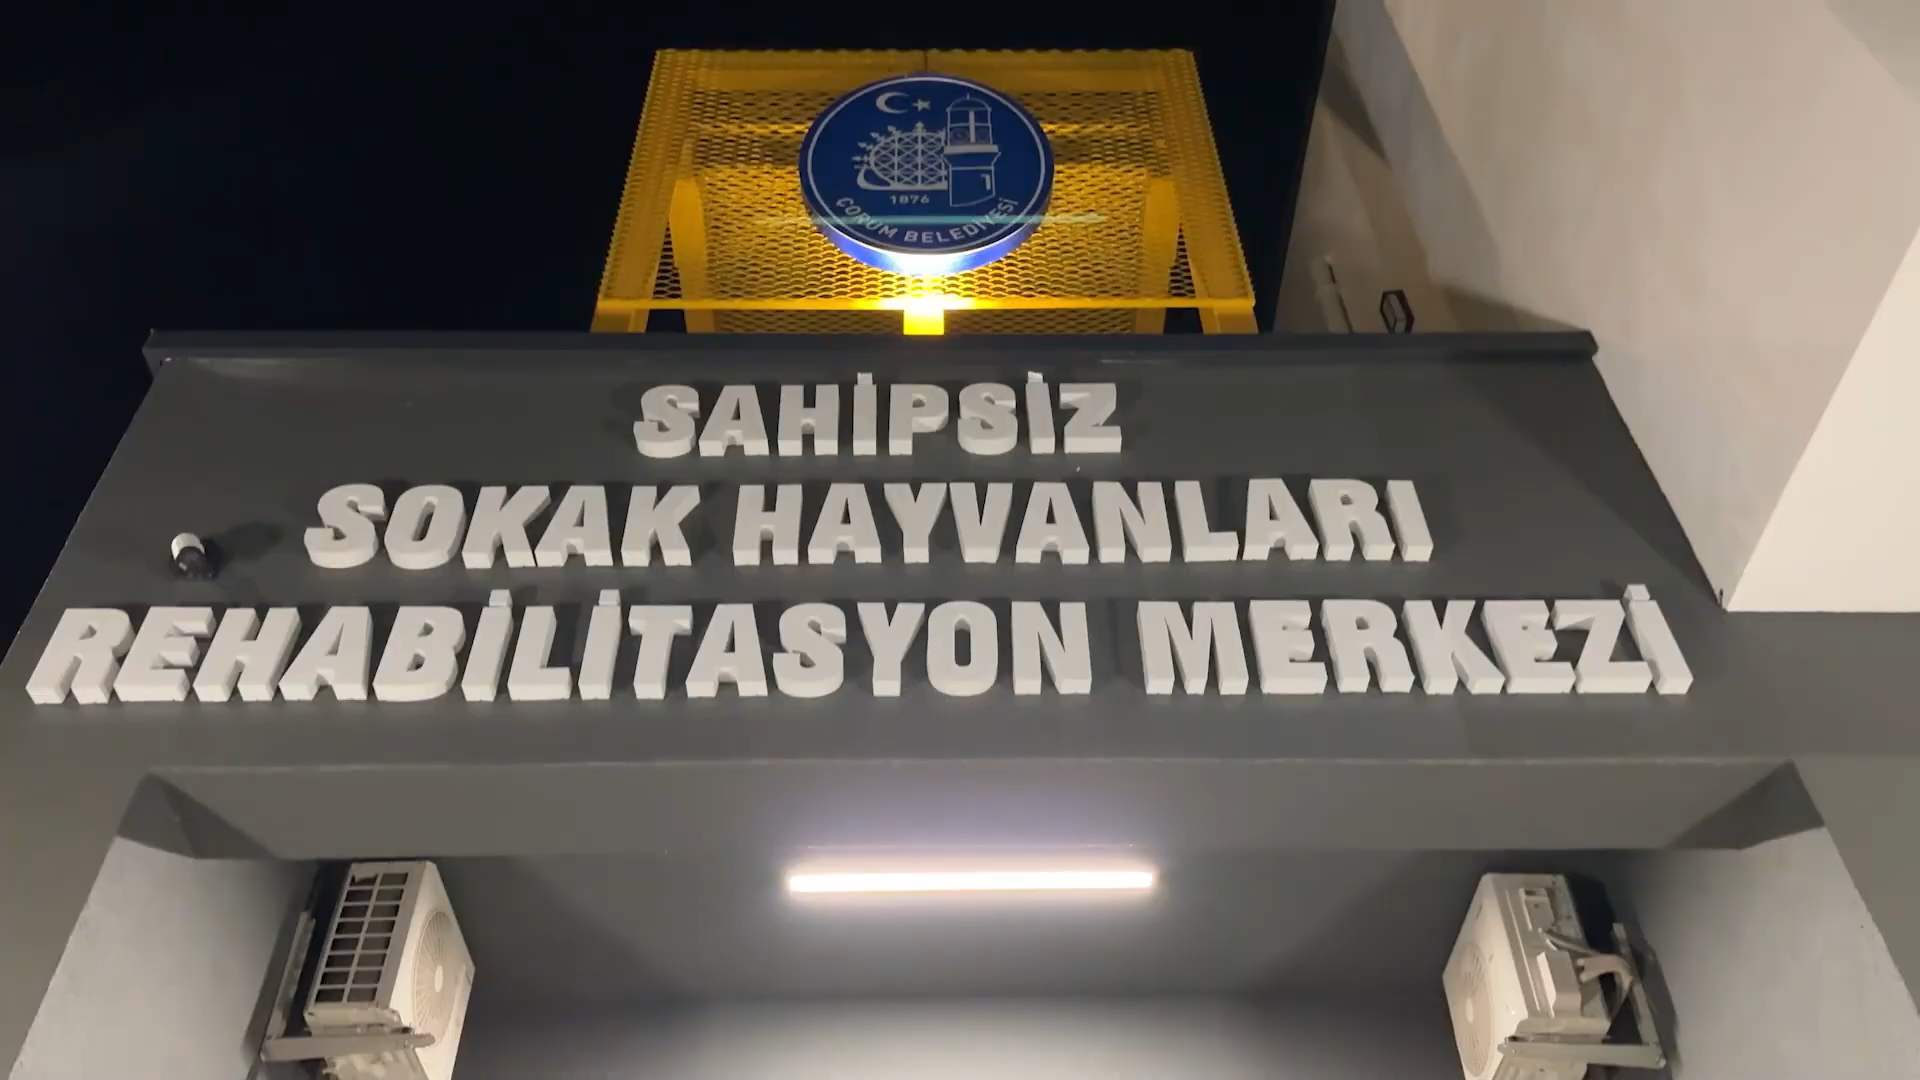 1876
ÇORUM BELEDİYESİ
SAHİPSİZ
SOKAK HAYVANLARI
REHABİLİTASYON MERKEZİ